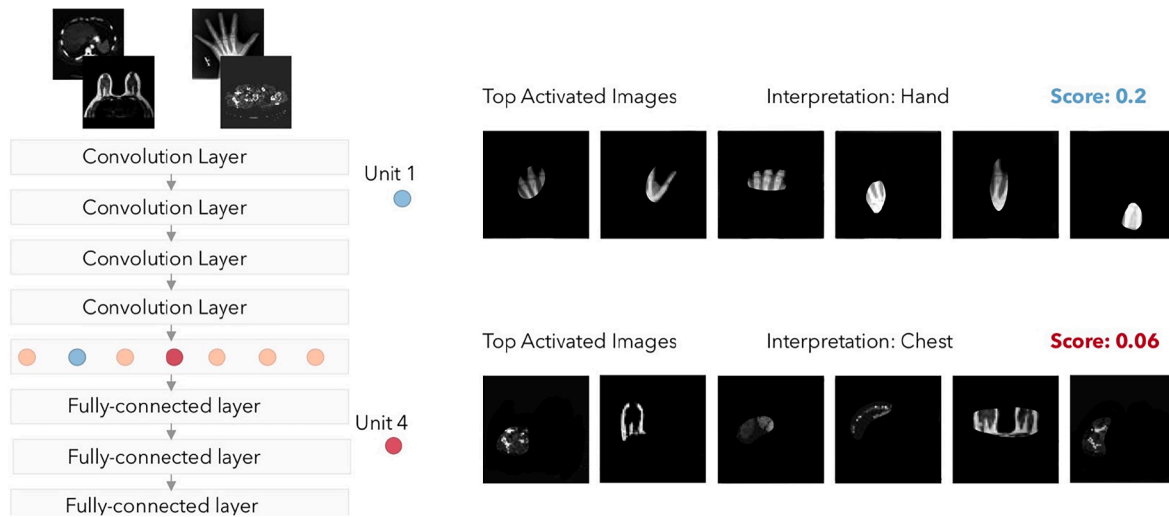 Convolution Layer
Convolution Layer
Convolution Layer
Convolution Layer
Fully-connected layer
Fully-connected layer
Fully-connected layer
Unit 1
Unit 4
Top Activated Images Interpretation: Hand Score: 0.2
Top Activated Images Interpretation: Chest Score: 0.06